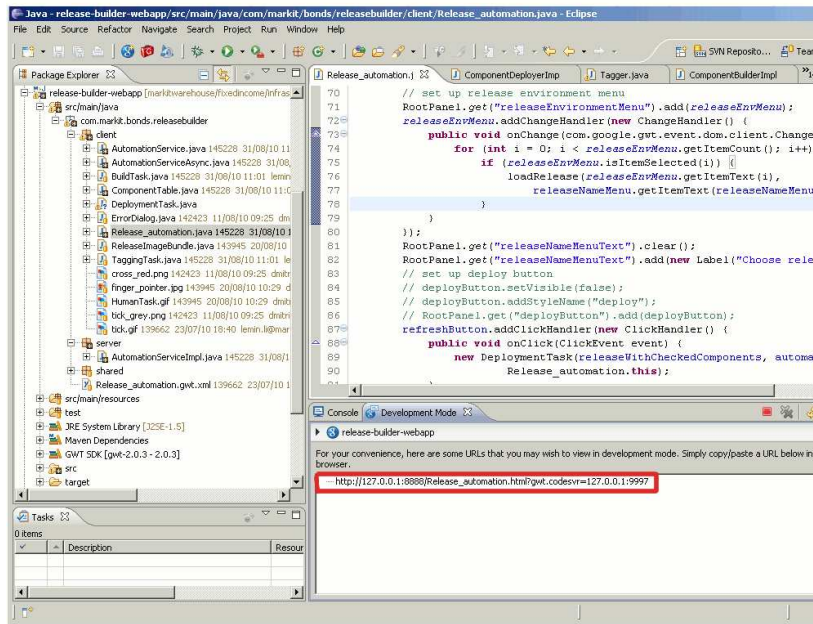 Java - release-builder-webapp/src/main/java/com/markit/bonds/releasebuilder/client/Release_automation.java - Eclipse
File Edit Source Refactor Navigate Search Project Run Window Help
SVN Reposito... Tear
Package Explorer
release-builder-webapp [markitwarehouse/fixedincome/infras
src/main/java
com.markit.bonds.releasebuilder
client
AutomationService.java 145228 31/08/10 11
AutomationServiceAsync.java 145228 31/08,
BuildTask.java 145228 31/08/10 11:01 lemin
ComponentTable.java 145228 31/08/10 11:0
DeploymentTask.java
ErrorDialog.java 142423 11/08/10 09:25 dm
Release_automation.java 145228 31/08/10 1
ReleaseImageBundle.java 143945 20/08/10
TaggingTask.java 145228 31/08/10 11:01 le
cross_red.png 142423 11/08/10 09:25 dmitr
finger_pointer.jpg 143945 20/08/10 10:29 d
HumanTask.gif 143945 20/08/10 10:29 dmit
tick_grey.png 142423 11/08/10 09:25 dmitri
tick.gif 139662 23/07/10 18:40 lemin.li@mar
server
AutomationServiceImpl.java 145228 31/08/1
shared
Release_automation.gwt.xml 139662 23/07/10 1
src/main/resources
test
JRE System Library [J2SE-1.5]
Maven Dependencies
GWT SDK [gwt-2.0.3 - 2.0.3]
src
target
Tasks
0 items
Description Resour
Release_automation.j ComponentDeployerImp Tagger.java ComponentBuilderImpl
70 // set up release environment menu
71 RootPanel.get("releaseEnvironmentMenu").add(releaseEnvMenu);
72 releaseEnvMenu.addChangeHandler(new ChangeHandler() {
73 public void onChange(com.google.gwt.event.dom.client.Change
74 for (int i = 0; i < releaseEnvMenu.getItemCount(); i++)
75 if (releaseEnvMenu.isItemSelected(i)) {
76 loadRelease(releaseEnvMenu.getItemText(i),
77 releaseNameMenu.getItemText(releaseNameMenu
78 }
79 }
80 });
81 RootPanel.get("releaseNameMenuText").clear();
82 RootPanel.get("releaseNameMenuText").add(new Label("Choose rele
83 // set up deploy button
84 // deployButton.setVisible(false);
85 // deployButton.addStyleName("deploy");
86 // RootPanel.get("deployButton").add(deployButton);
87 refreshButton.addClickHandler(new ClickHandler() {
88 public void onClick(ClickEvent event) {
89 new DeploymentTask(releaseWithCheckedComponents, automa
90 Release_automation.this);
Console Development Mode
release-builder-webapp
For your convenience, here are some URLs that you may wish to view in development mode. Simply copy/paste a URL below in
browser.
http://127.0.0.1:8888/Release_automation.html?gwt.codesvr=127.0.0.1:9997